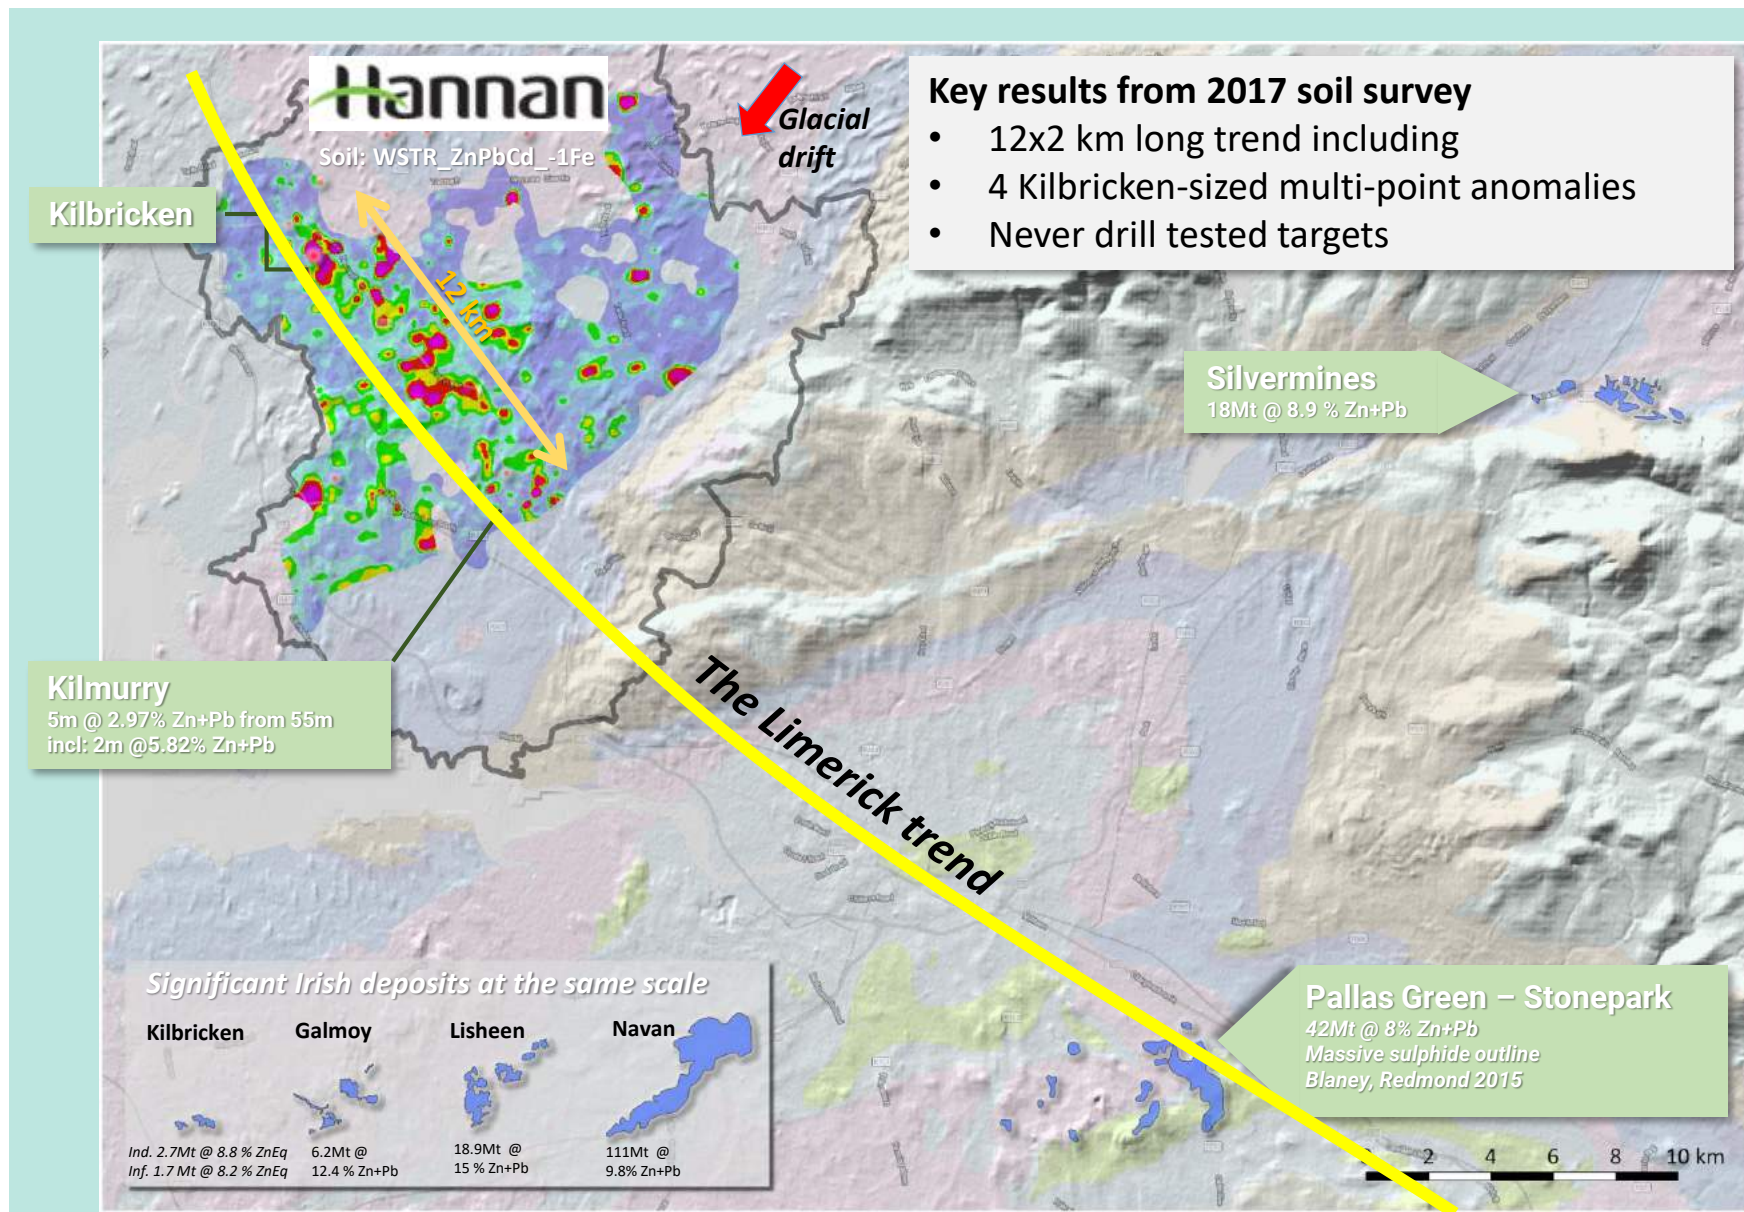 Hannan
Soil: WSTR_ZnPbCd_-1Fe
Glacial
drift
Key results from 2017 soil survey
• 12x2 km long trend including
• 4 Kilbricken-sized multi-point anomalies
• Never drill tested targets
Kilbricken
12 km
Silvermines
18Mt @ 8.9 % Zn+Pb
Kilmurry
5m @ 2.97% Zn+Pb from 55m
incl: 2m @5.82% Zn+Pb
The Limerick trend
Significant Irish deposits at the same scale
Kilbricken Galmoy Lisheen Navan
Ind. 2.7Mt @ 8.8 % ZnEq
Inf. 1.7 Mt @ 8.2 % ZnEq
6.2Mt @
12.4 % Zn+Pb
18.9Mt @
15 % Zn+Pb
111Mt @
9.8% Zn+Pb
Pallas Green – Stonepark
42Mt @ 8% Zn+Pb
Massive sulphide outline
Blaney, Redmond 2015
2 4 6 8 10 km